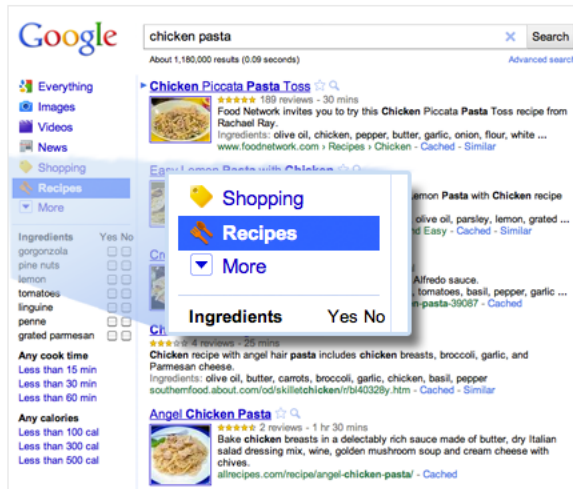 Google
chicken pasta
Search
About 1,180,000 results (0.09 seconds)
Advanced search
Everything
Images
Videos
News
Shopping
Recipes
More
Ingredients Yes No
gorgonzola
pine nuts
lemon
tomatoes
linguine
penne
grated parmesan
Any cook time
Less than 15 min
Less than 30 min
Less than 60 min
Any calories
Less than 100 cal
Less than 300 cal
Less than 500 cal
Chicken Piccata Pasta Toss
189 reviews - 30 mins
Food Network invites you to try this Chicken Piccata Pasta Toss recipe from
Rachael Ray.
Ingredients: olive oil, chicken, pepper, butter, garlic, onion, flour, white ...
www.foodnetwork.com › Recipes › Chicken - Cached - Similar
Easy Lemon Pasta with Chicken
Lemon Pasta with Chicken recipe
olive oil, parsley, lemon, grated ...
d Easy - Cached - Similar
Shopping
Recipes
More
Ingredients Yes No
Alfredo sauce.
tomatoes, basil, pepper, garlic ...
n-pasta-39087 - Cached
4 reviews - 25 mins
Chicken recipe with angel hair pasta includes chicken breasts, broccoli, garlic, and
Parmesan cheese.
Ingredients: olive oil, butter, carrots, broccoli, garlic, chicken, basil, pepper
southernfood.about.com/od/skilletchicken/r/bl40328y.htm - Cached - Similar
Angel Chicken Pasta
2 reviews - 1 hr 30 mins
Bake chicken breasts in a delectably rich sauce made of butter, dry Italian
salad dressing mix, wine, golden mushroom soup and cream cheese with
chives.
allrecipes.com/recipe/angel-chicken-pasta/ - Cached